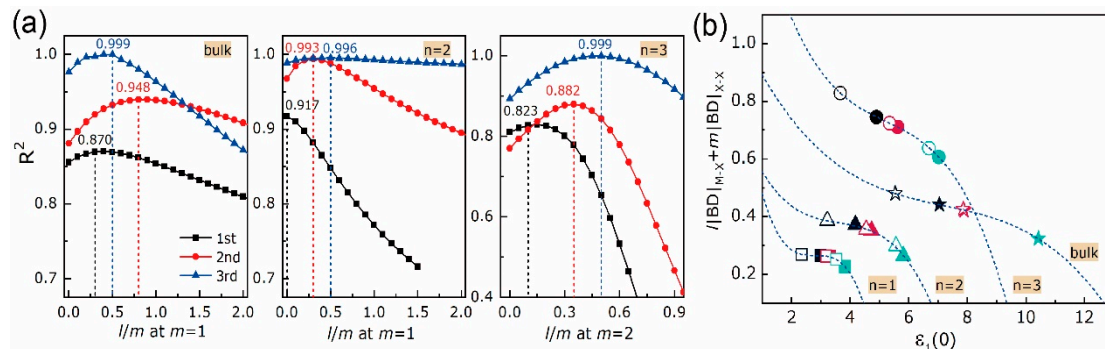 (a)
R²
1.0
0.9
0.8
0.7
0.999
0.948
0.870
bulk
1st
2nd
3rd
0.0 0.5 1.0 1.5 2.0
l/m at m=1
1.0
0.9
0.8
0.7
0.993
0.996
0.917
n=2
0.0 0.5 1.0 1.5 2.0
l/m at m=1
1.0
0.8
0.6
0.4
0.999
0.882
0.823
n=3
0.0 0.3 0.6 0.9
l/m at m=2
(b)
l|BD|M-X+m|BD|X-X
1.0
0.8
0.6
0.4
0.2
bulk
n=1
n=2
n=3
2 4 6 8 10 12
ε₁(0)